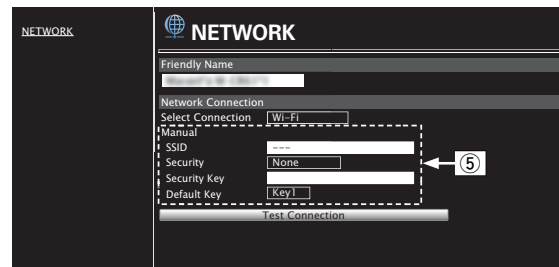 NETWORK
NETWORK
Friendly Name
Network Connection
Select Connection Wi-Fi
Manual
SSID ---
Security None
⑤
Security Key
Default Key Key1
Test Connection